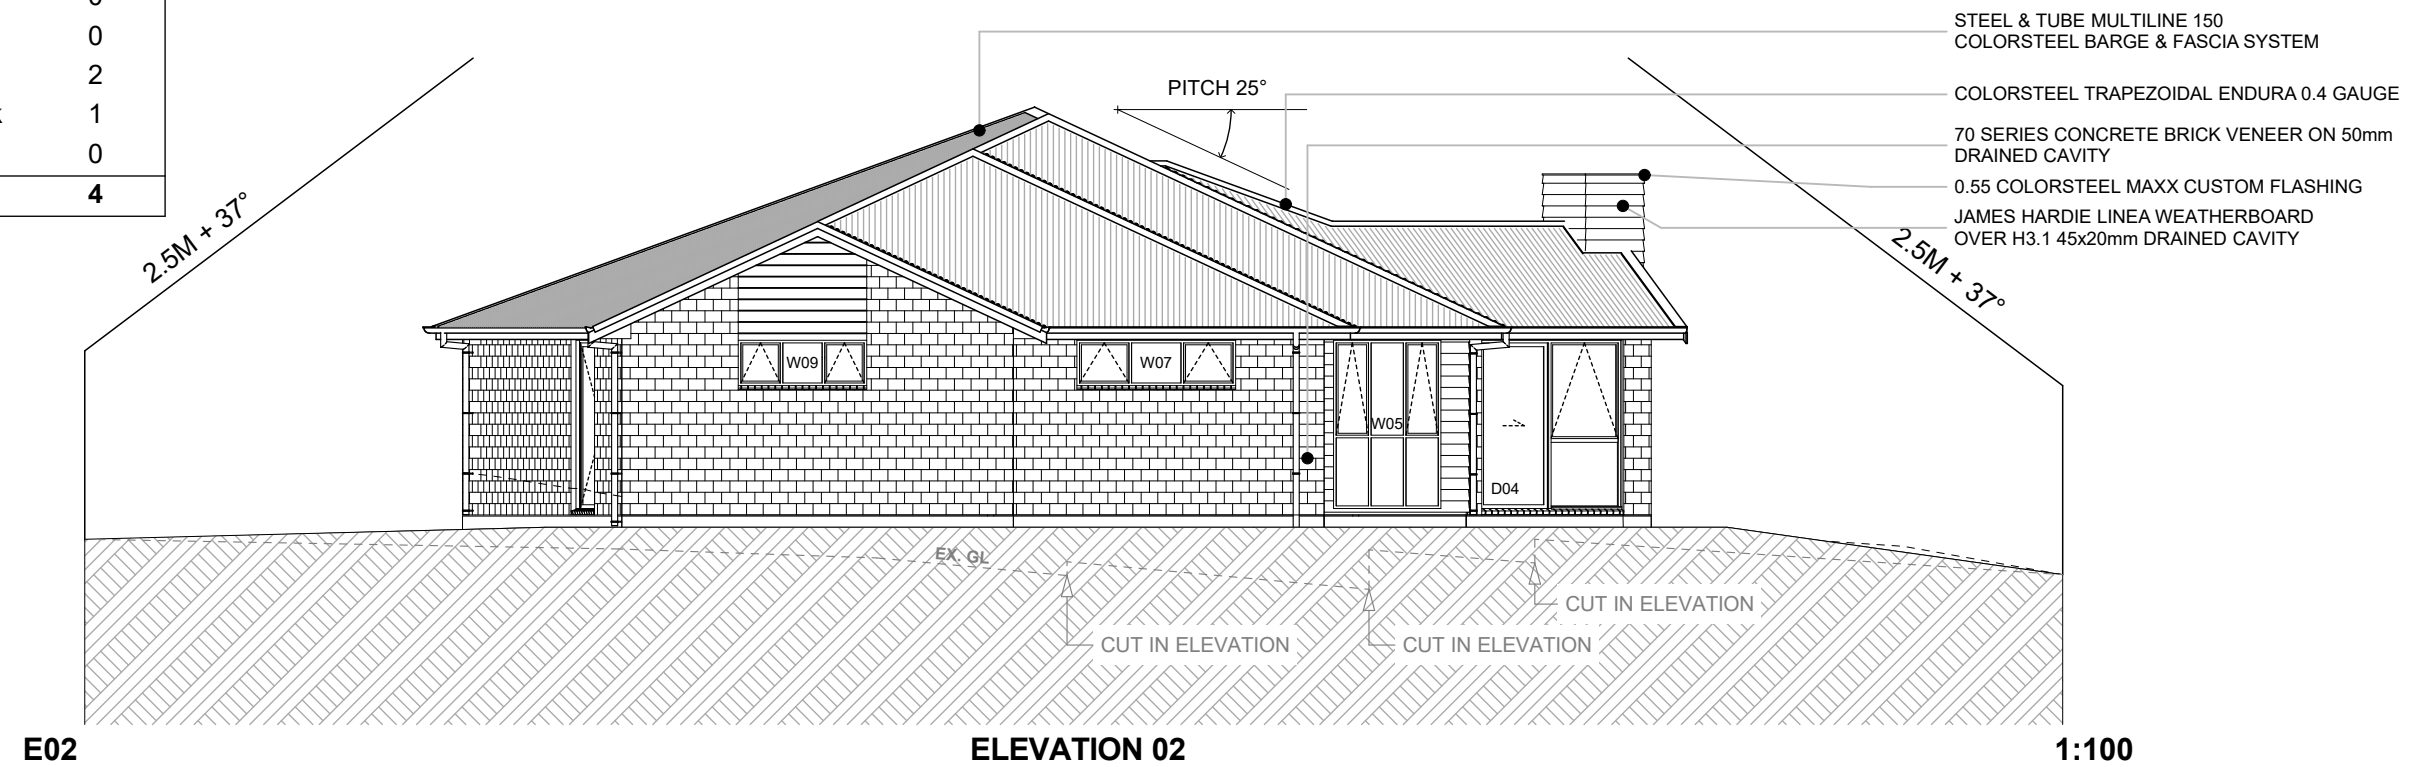 0
2
1
0
4
STEEL & TUBE MULTILINE 150
COLORSTEEL BARGE & FASCIA SYSTEM
PITCH 25°
COLORSTEEL TRAPEZOIDAL ENDURA 0.4 GAUGE
70 SERIES CONCRETE BRICK VENEER ON 50mm
DRAINED CAVITY
0.55 COLORSTEEL MAXX CUSTOM FLASHING
JAMES HARDIE LINEA WEATHERBOARD
OVER H3.1 45x20mm DRAINED CAVITY
2.5M + 37°
2.5M + 37°
W09
W07
W05
D04
EX. GL
CUT IN ELEVATION
CUT IN ELEVATION
CUT IN ELEVATION
E02
ELEVATION 02
1:100